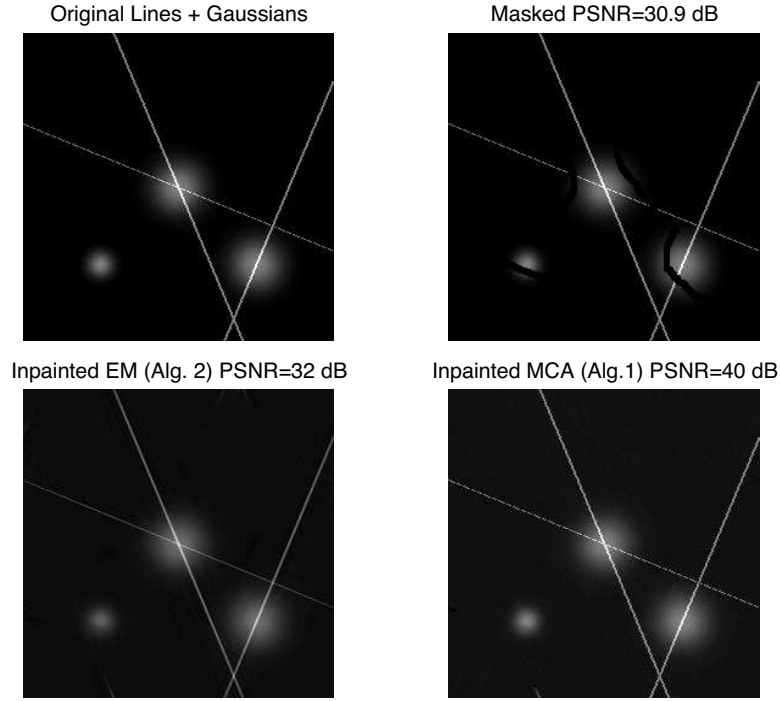 Original Lines + Gaussians
Masked PSNR=30.9 dB
Inpainted EM (Alg. 2) PSNR=32 dB
Inpainted MCA (Alg.1) PSNR=40 dB